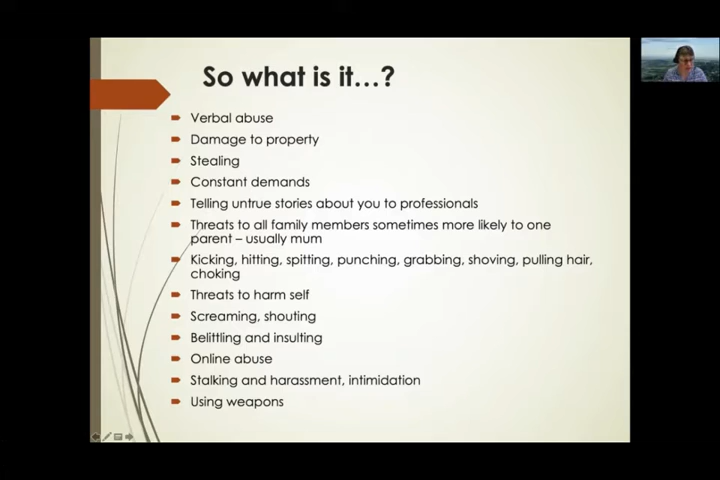 So what is it...?
Verbal abuse
Damage to property
Stealing
Constant demands
Telling untrue stories about you to professionals
Threats to all family members sometimes more likely to one
parent – usually mum
Kicking, hitting, spitting, punching, grabbing, shoving, pulling hair,
choking
Threats to harm self
Screaming, shouting
Belittling and insulting
Online abuse
Stalking and harassment, intimidation
Using weapons